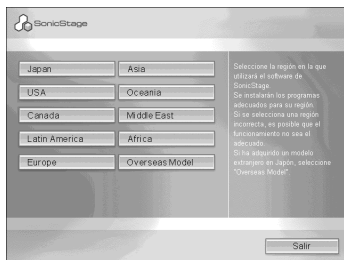 SonicStage
Japan
Asia
USA
Oceania
Canada
Middle East
Latin America
Africa
Europe
Overseas Model
Seleccione la región en la que
utilizará el software de
SonicStage.
Se instalarán los programas
adecuados para su región.
Si se selecciona una región
incorrecta, es posible que el
funcionamiento no sea el
adecuado.
Si ha adquirido un modelo
extranjero en Japón, seleccione
"Overseas Model".
Salir